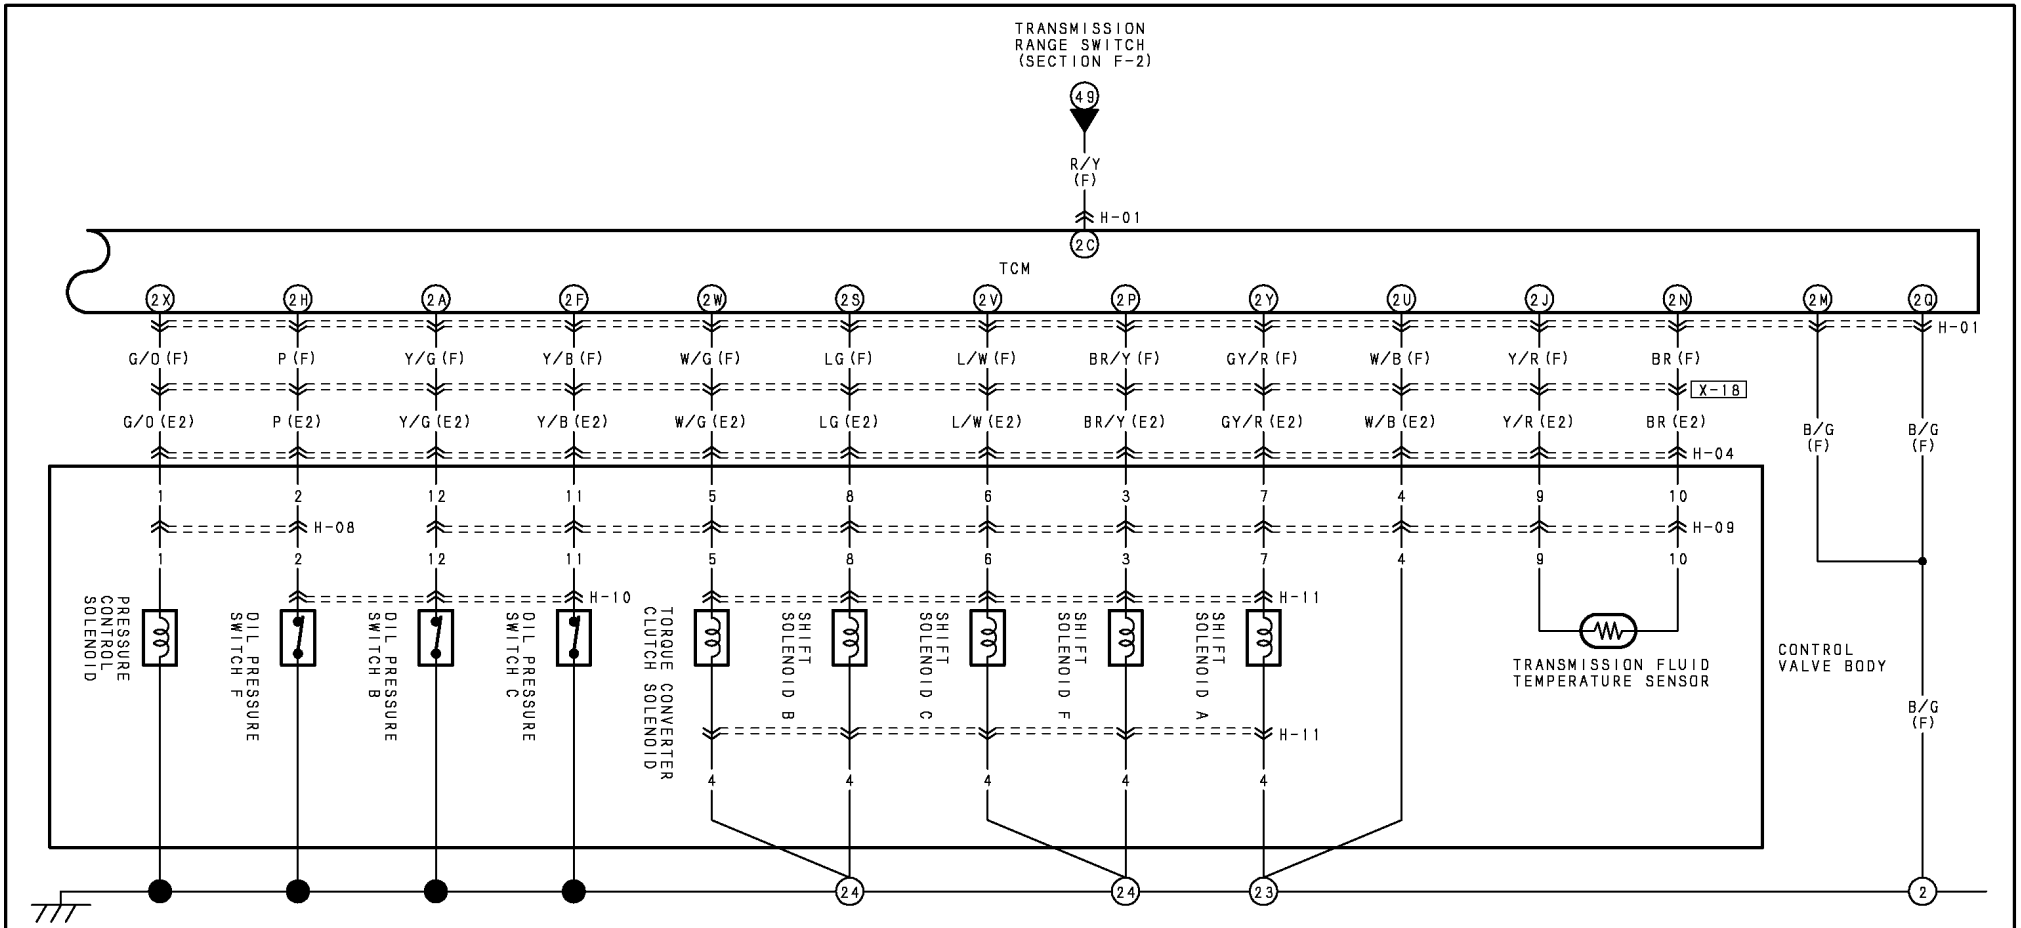 TRANSMISSION
RANGE SWITCH
(SECTION F-2)
49
R/Y
(F)
H-01
2C
TCM
2X 2H 2A 2F 2W 2S 2V 2P 2Y 2U 2J 2N 2M 2Q
H-01
G/O (F) P (F) Y/G (F) Y/B (F) W/G (F) LG (F) L/W (F) BR/Y (F) GY/R (F) W/B (F) Y/R (F) BR (F)
X-18
G/O (E2) P (E2) Y/G (E2) Y/B (E2) W/G (E2) LG (E2) L/W (E2) BR/Y (E2) GY/R (E2) W/B (E2) Y/R (E2) BR (E2)
B/G
(F)
B/G
(F)
H-04
1 2 12 11 5 8 6 3 7 4 9 10
H-08
H-09
1 2 12 11 5 8 6 3 7 4 9 10
H-10
H-11
PRESSURE
CONTROL
SOLENOID
OIL PRESSURE
SWITCH F
OIL PRESSURE
SWITCH B
OIL PRESSURE
SWITCH C
TORQUE CONVERTER
CLUTCH SOLENOID
SHIFT
SOLENOID B
SHIFT
SOLENOID C
SHIFT
SOLENOID F
SHIFT
SOLENOID A
TRANSMISSION FLUID
TEMPERATURE SENSOR
CONTROL
VALVE BODY
B/G
(F)
H-11
4 4 4 4 4
24 24 23 2